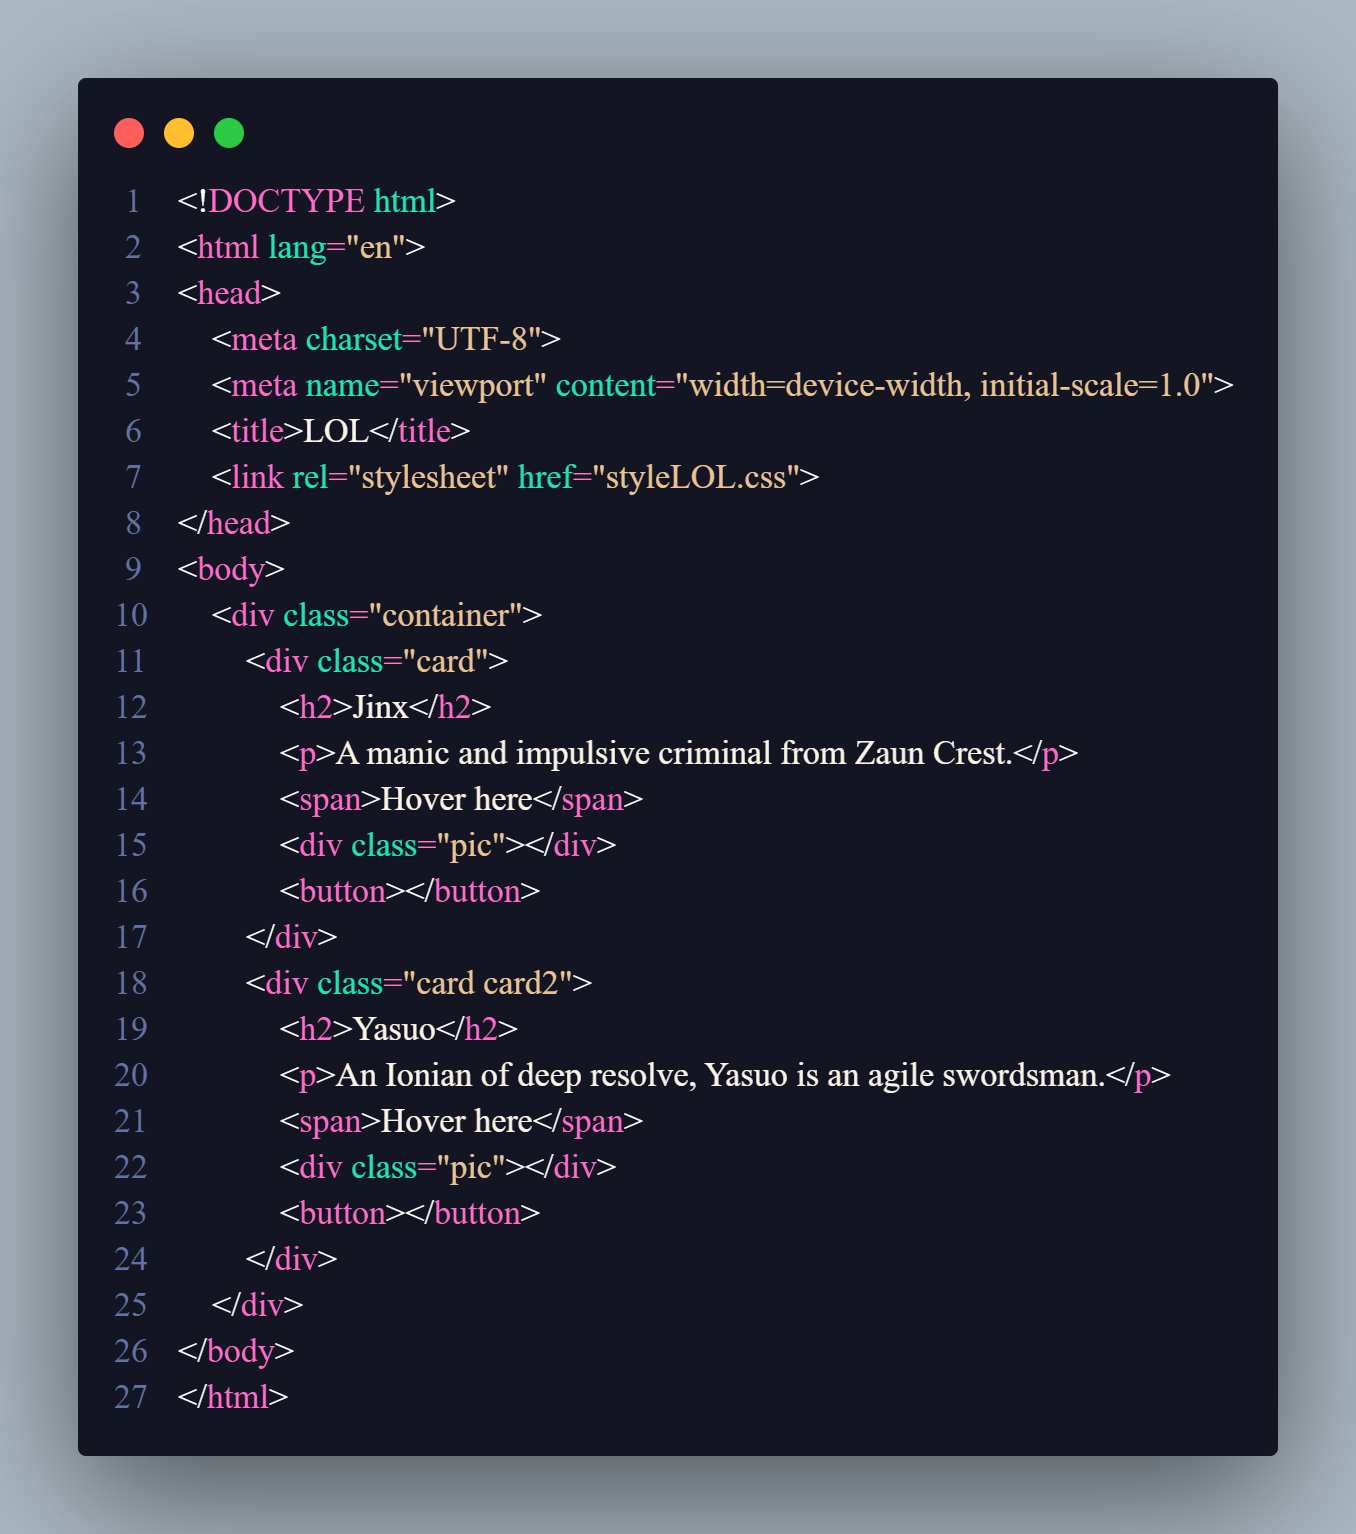 1 <!DOCTYPE html>
2 <html lang="en">
3 <head>
4     <meta charset="UTF-8">
5     <meta name="viewport" content="width=device-width, initial-scale=1.0">
6     <title>LOL</title>
7     <link rel="stylesheet" href="styleLOL.css">
8 </head>
9 <body>
10     <div class="container">
11         <div class="card">
12             <h2>Jinx</h2>
13             <p>A manic and impulsive criminal from Zaun Crest.</p>
14             <span>Hover here</span>
15             <div class="pic"></div>
16             <button></button>
17         </div>
18         <div class="card card2">
19             <h2>Yasuo</h2>
20             <p>An Ionian of deep resolve, Yasuo is an agile swordsman.</p>
21             <span>Hover here</span>
22             <div class="pic"></div>
23             <button></button>
24         </div>
25     </div>
26 </body>
27 </html>